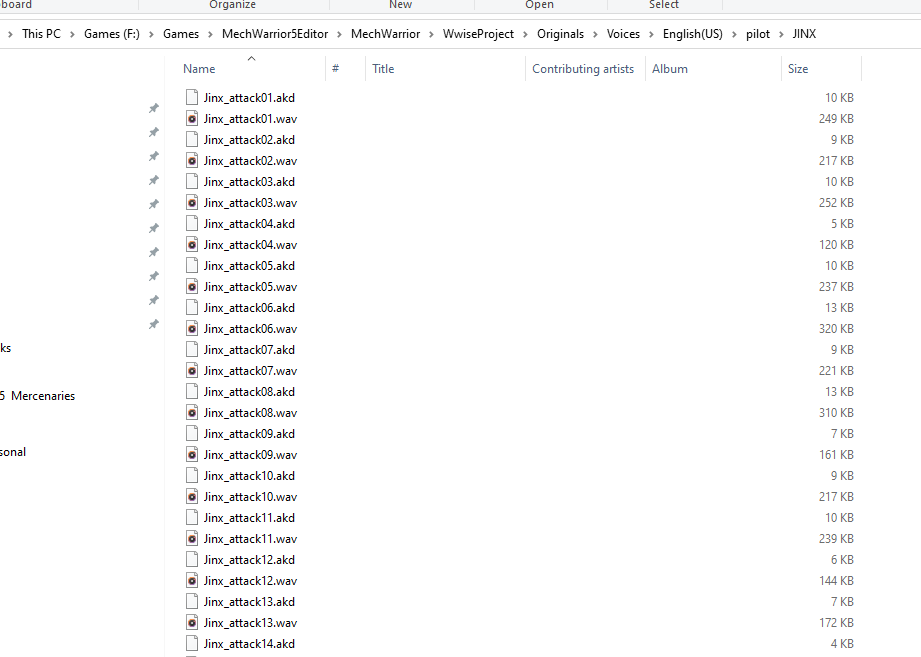 board Organize New Open Select
This PC > Games (F:) > Games > MechWarrior5Editor > MechWarrior > WwiseProject > Originals > Voices > English(US) > pilot > JINX
Name # Title Contributing artists Album Size
Jinx_attack01.akd 10 KB
Jinx_attack01.wav 249 KB
Jinx_attack02.akd 9 KB
Jinx_attack02.wav 217 KB
Jinx_attack03.akd 10 KB
Jinx_attack03.wav 252 KB
Jinx_attack04.akd 5 KB
Jinx_attack04.wav 120 KB
Jinx_attack05.akd 10 KB
Jinx_attack05.wav 237 KB
Jinx_attack06.akd 13 KB
Jinx_attack06.wav 320 KB
ks
Jinx_attack07.akd 9 KB
Jinx_attack07.wav 221 KB
Jinx_attack08.akd 13 KB
5 Mercenaries
Jinx_attack08.wav 310 KB
Jinx_attack09.akd 7 KB
sonal
Jinx_attack09.wav 161 KB
Jinx_attack10.akd 9 KB
Jinx_attack10.wav 217 KB
Jinx_attack11.akd 10 KB
Jinx_attack11.wav 239 KB
Jinx_attack12.akd 6 KB
Jinx_attack12.wav 144 KB
Jinx_attack13.akd 7 KB
Jinx_attack13.wav 172 KB
Jinx_attack14.akd 4 KB